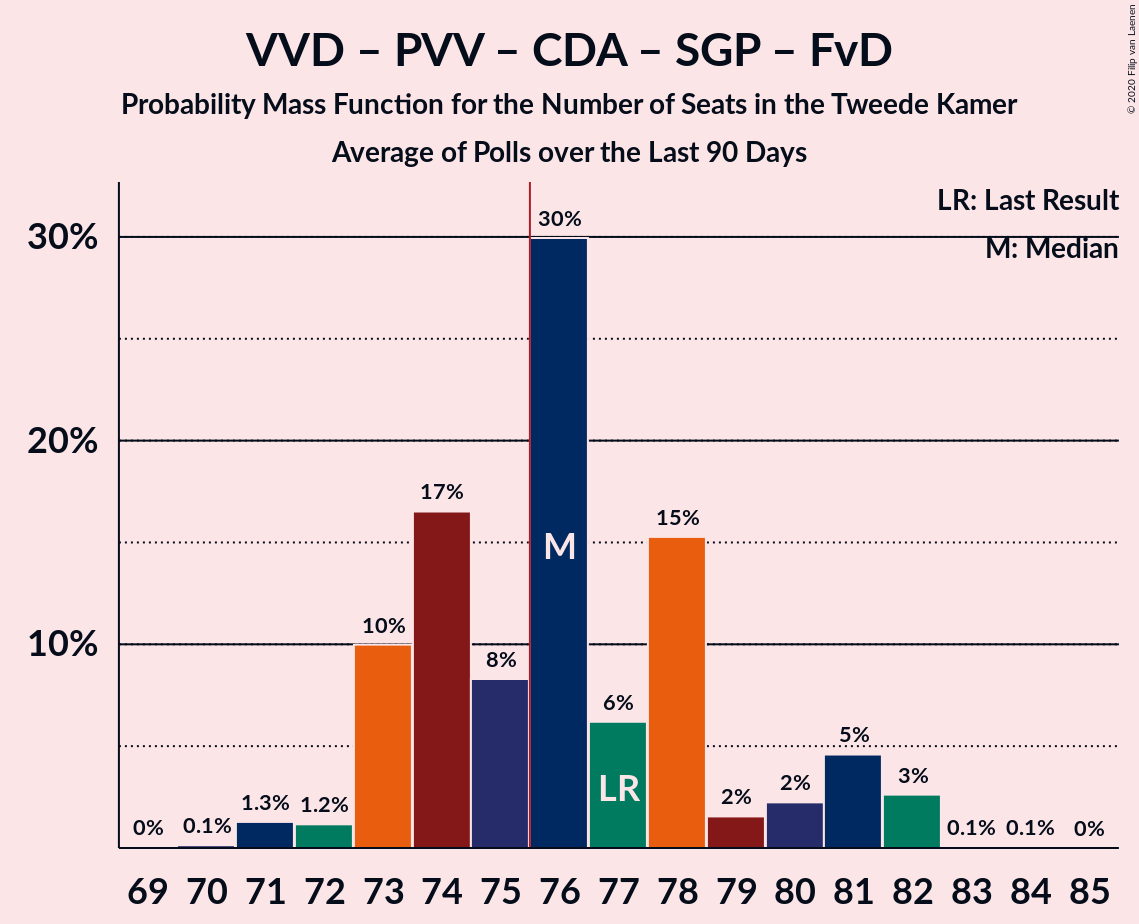 VVD – PVV – CDA – SGP – FvD
Probability Mass Function for the Number of Seats in the Tweede Kamer
Average of Polls over the Last 90 Days
© 2020 Filip van Laenen
LR: Last Result
M: Median
30%
20%
10%
0%
0.1%
1.3%
1.2%
10%
17%
8%
30%
6%
15%
2%
2%
5%
3%
0.1%
0.1%
0%
M
LR
69 70 71 72 73 74 75 76 77 78 79 80 81 82 83 84 85